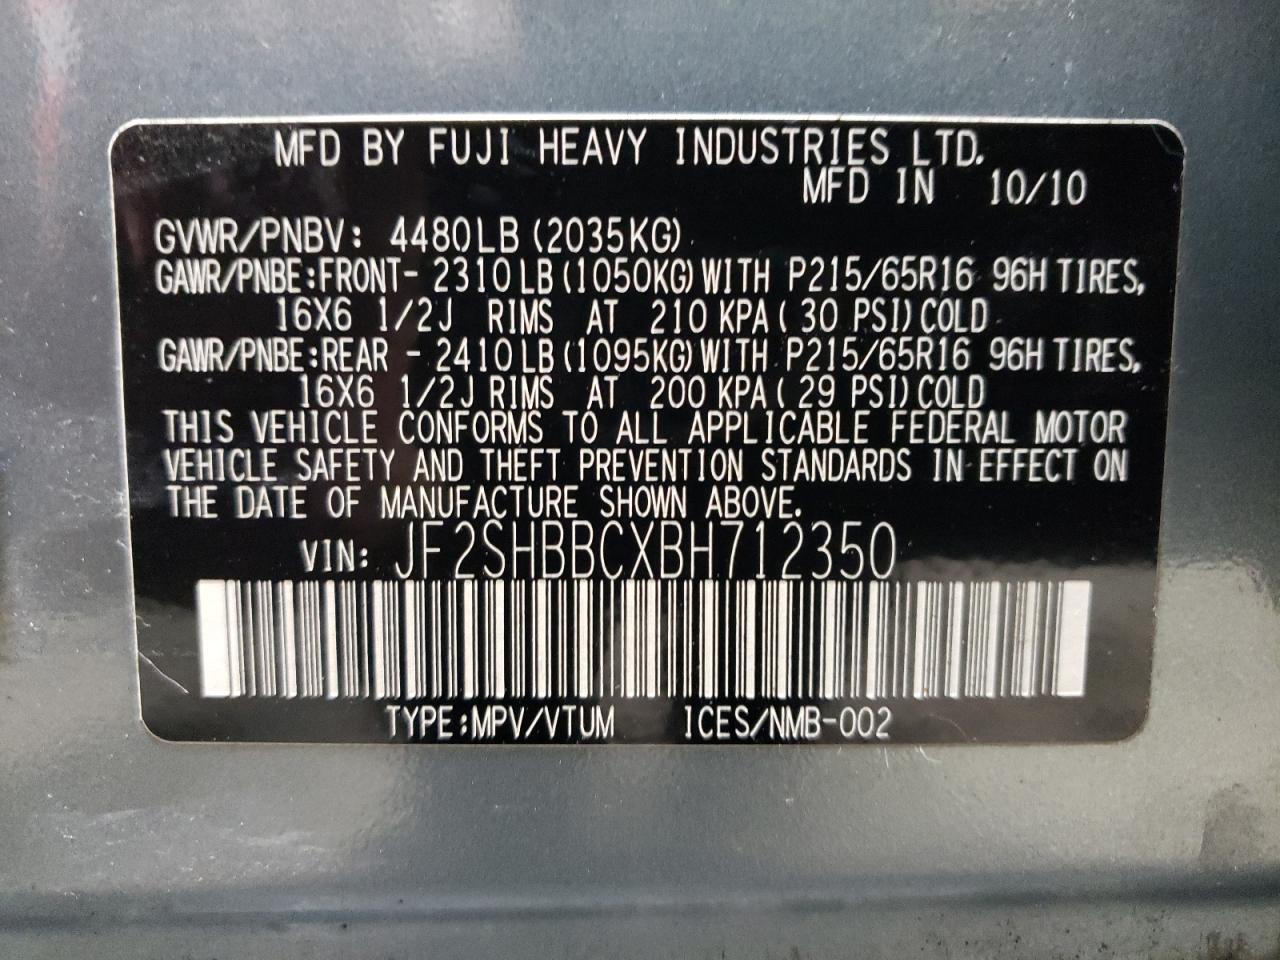 MFD BY FUJI HEAVY INDUSTRIES LTD.
MFD IN 10/10
GVWR/PNBV: 4480LB (2035KG)
GAWR/PNBE:FRONT- 2310LB (1050KG) WITH P215/65R16 96H TIRES,
16X6 1/2J RIMS AT 210 KPA ( 30 PSI) COLD
GAWR/PNBE:REAR - 2410LB (1095KG) WITH P215/65R16 96H TIRES,
16X6 1/2J RIMS AT 200 KPA ( 29 PSI) COLD
THIS VEHICLE CONFORMS TO ALL APPLICABLE FEDERAL MOTOR
VEHICLE SAFETY AND THEFT PREVENTION STANDARDS IN EFFECT ON
THE DATE OF MANUFACTURE SHOWN ABOVE.
VIN: JF2SHBBCXBH712350
TYPE:MPV/VTUM ICES/NMB-002